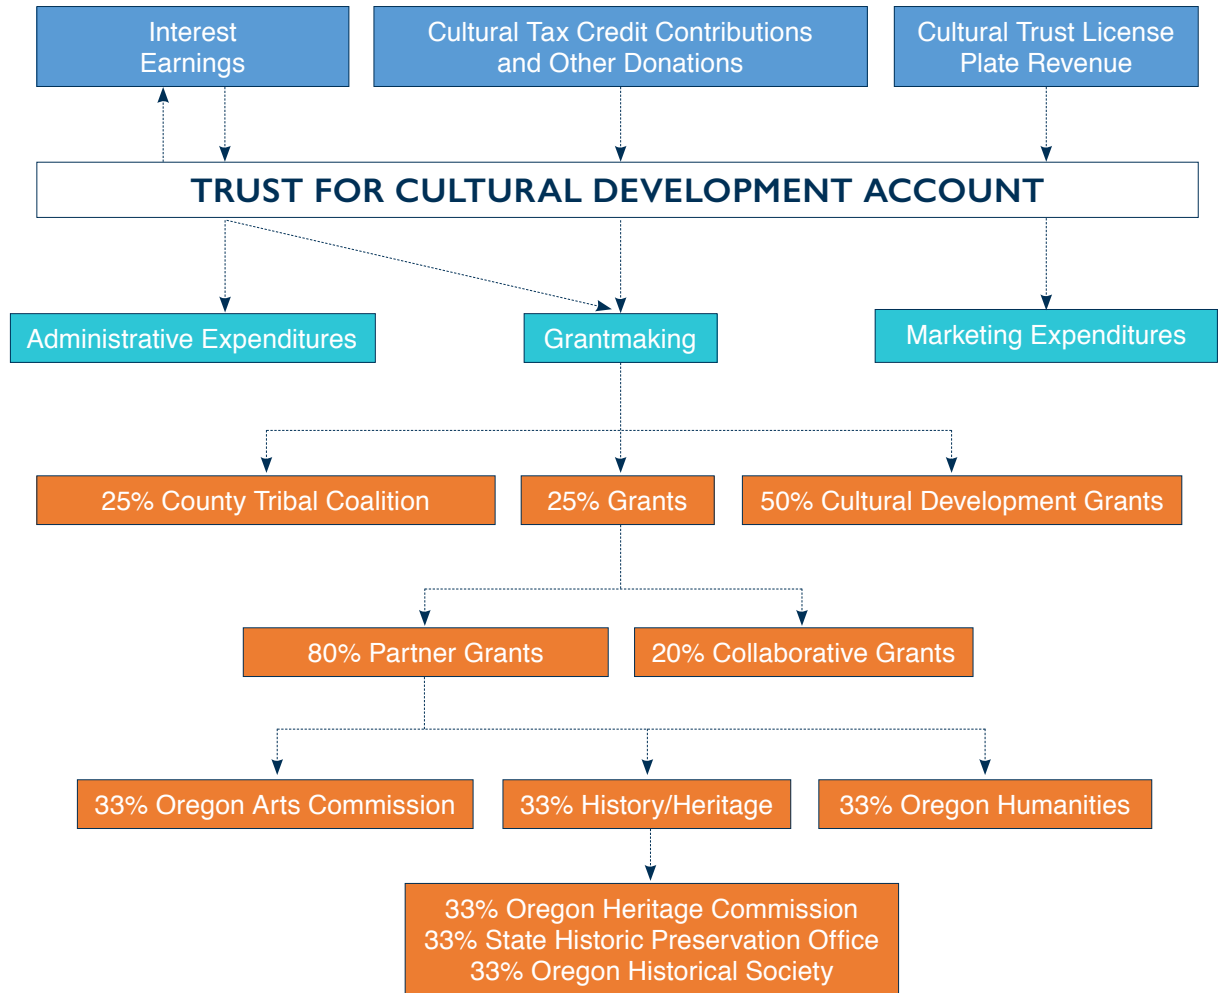 Interest
Earnings
Cultural Tax Credit Contributions
and Other Donations
Cultural Trust License
Plate Revenue
TRUST FOR CULTURAL DEVELOPMENT ACCOUNT
Administrative Expenditures
Grantmaking
Marketing Expenditures
25% County Tribal Coalition
25% Grants
50% Cultural Development Grants
80% Partner Grants
20% Collaborative Grants
33% Oregon Arts Commission
33% History/Heritage
33% Oregon Humanities
33% Oregon Heritage Commission
33% State Historic Preservation Office
33% Oregon Historical Society